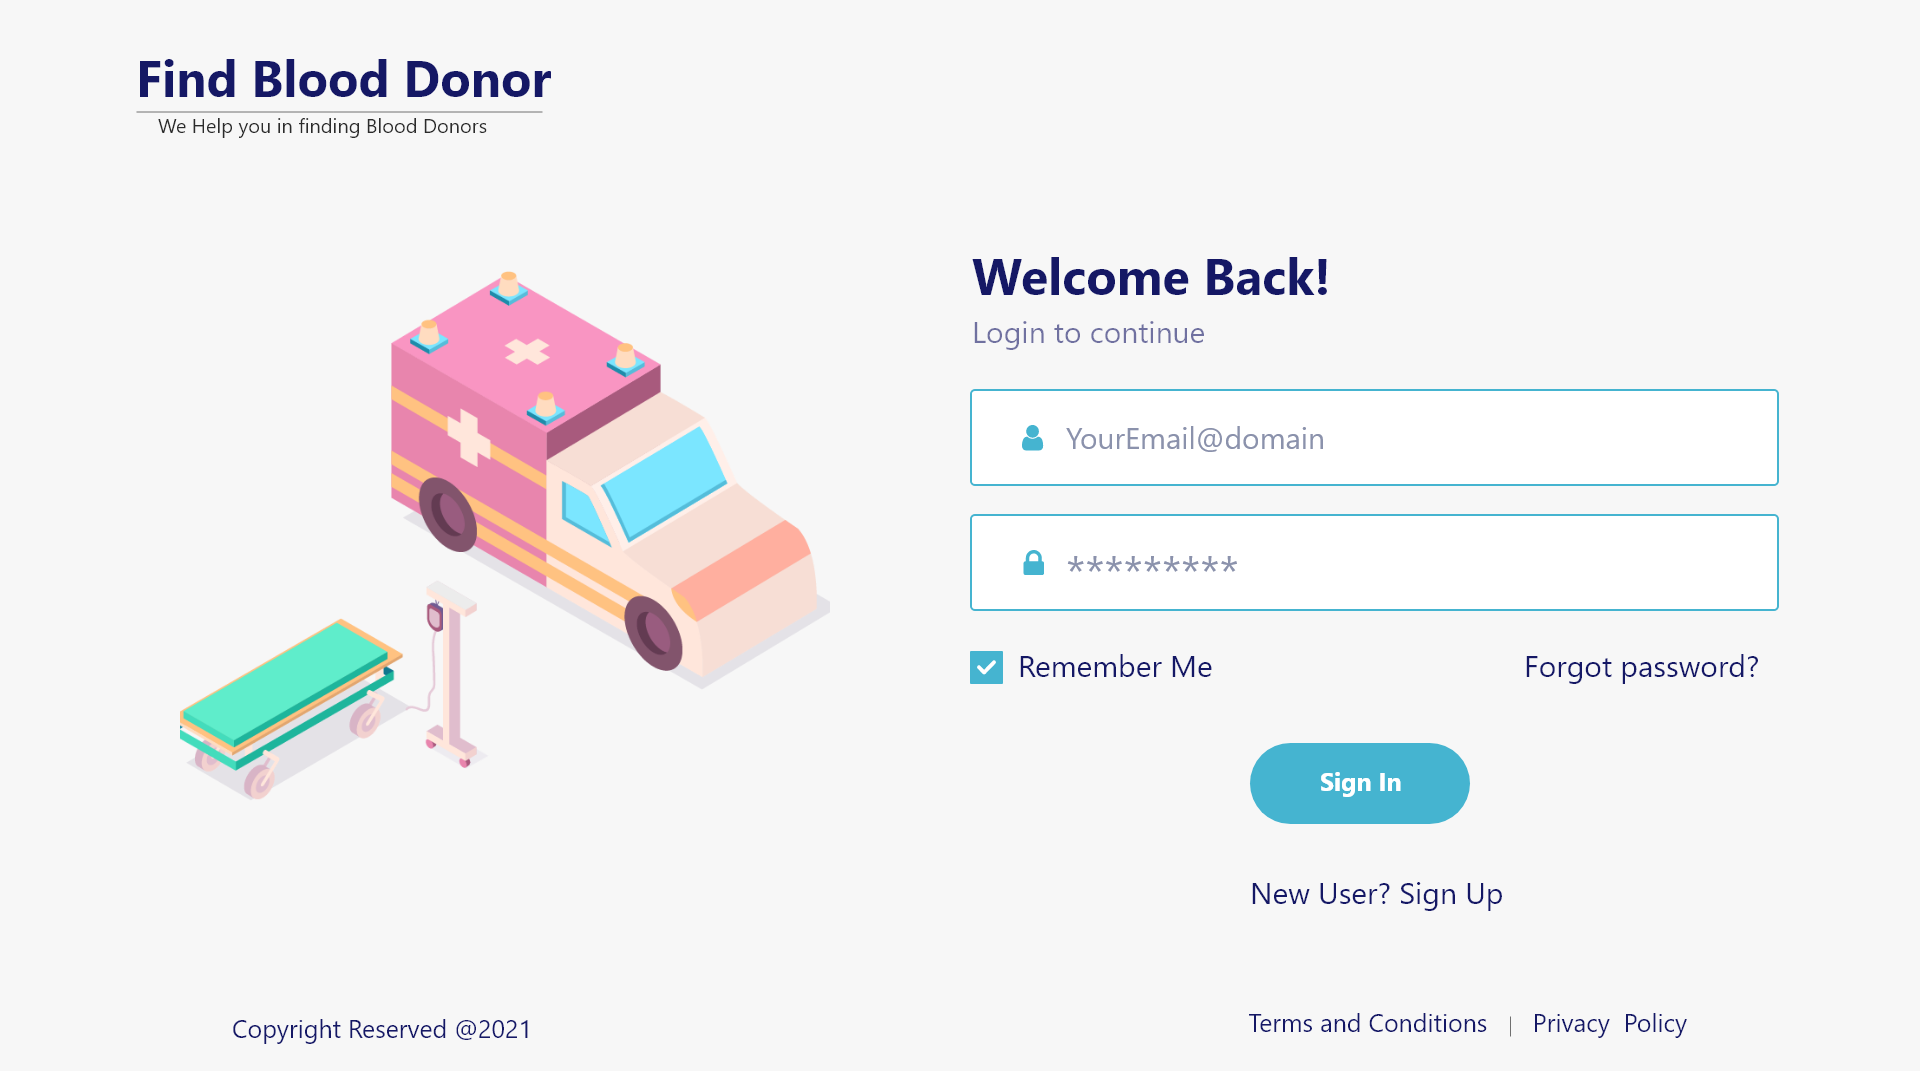 Find Blood Donor
We Help you in finding Blood Donors
Welcome Back!
Login to continue
YourEmail@domain
*********
Remember Me
Forgot password?
Sign In
New User? Sign Up
Copyright Reserved @2021
Terms and Conditions | Privacy Policy